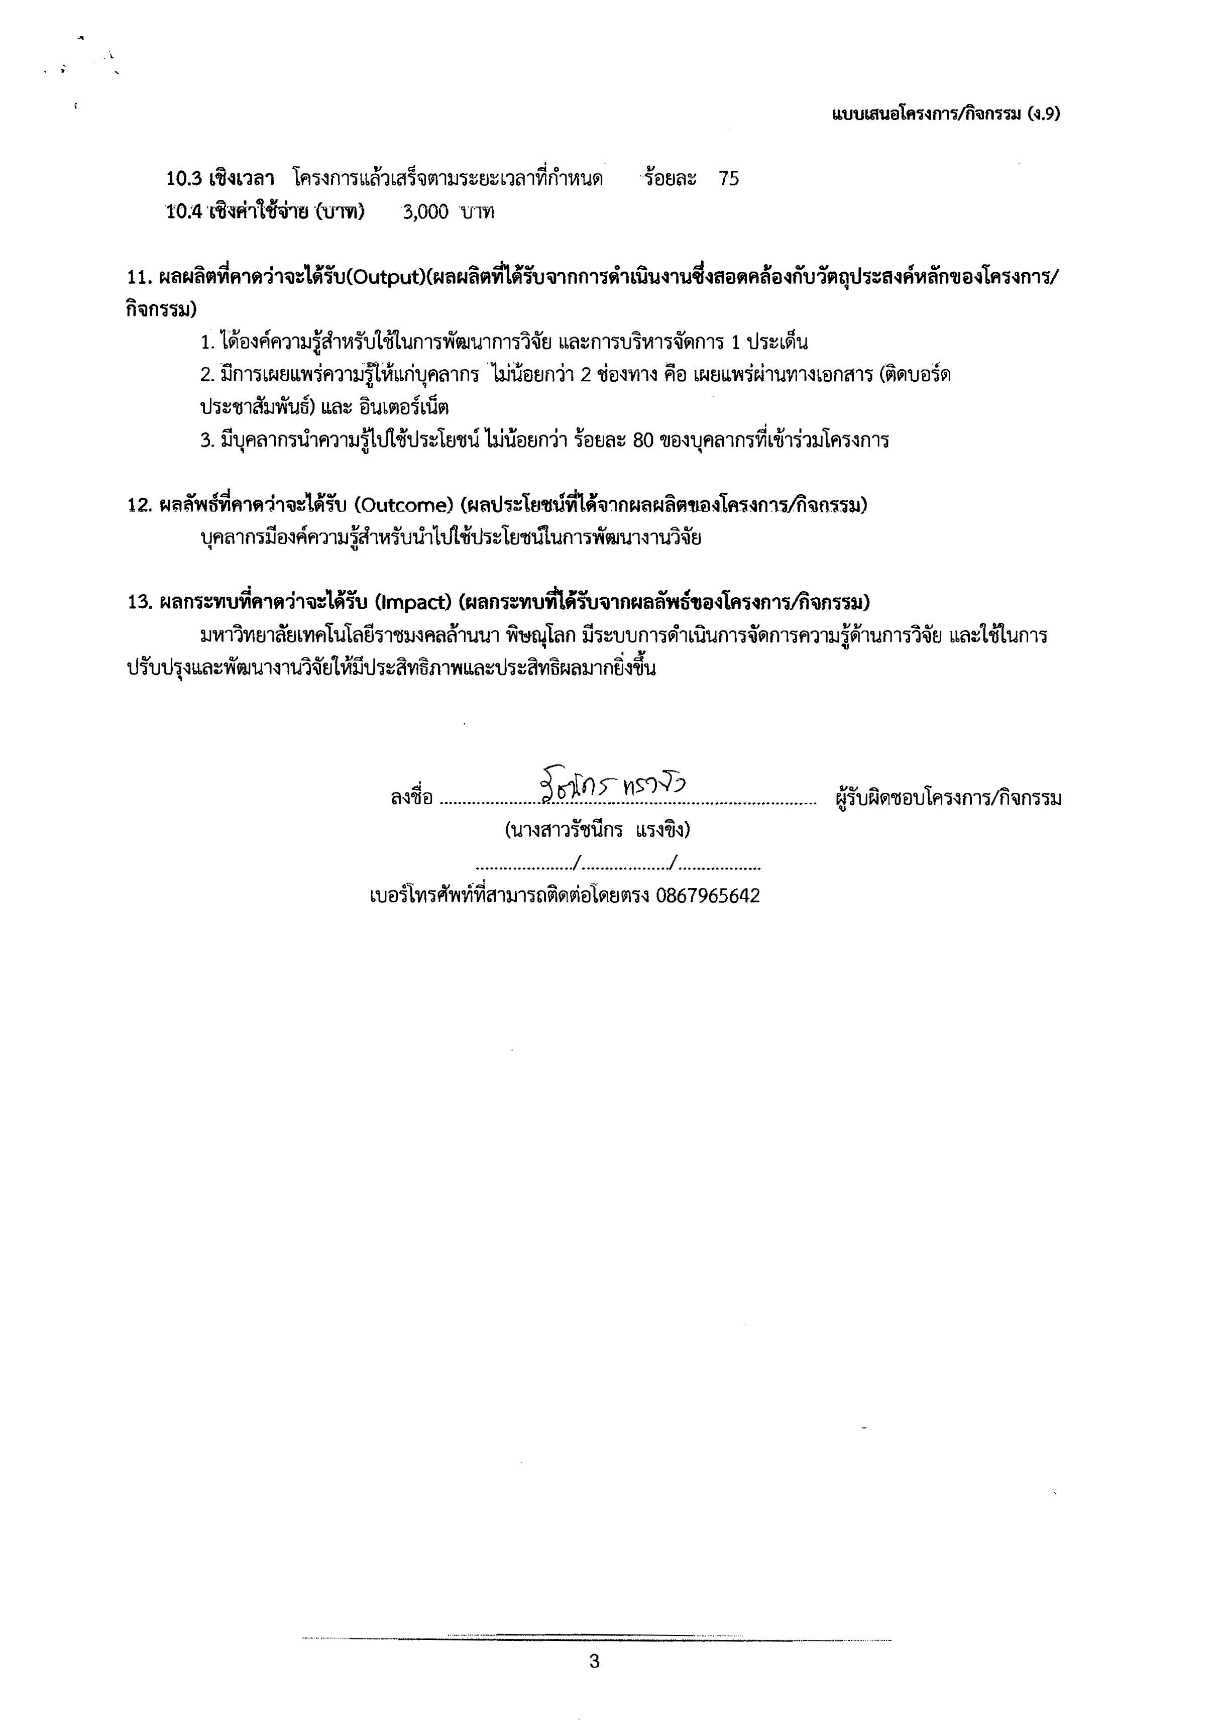 แบบเสนอโครงการ/กิจกรรม (ง.9)
10.3 เชิงเวลา โครงการแล้วเสร็จตามระยะเวลาที่กำหนด ร้อยละ 75
10.4 เชิงค่าใช้จ่าย (บาท) 3,000 บาท
11. ผลผลิตที่คาดว่าจะได้รับ(Output)(ผลผลิตที่ได้รับจากการดำเนินงานซึ่งสอดคล้องกับวัตถุประสงค์หลักของโครงการ/
กิจกรรม)
1. ได้องค์ความรู้สำหรับใช้ในการพัฒนาการวิจัย และการบริหารจัดการ 1 ประเด็น
2. มีการเผยแพร่ความรู้ให้แก่บุคลากร ไม่น้อยกว่า 2 ช่องทาง คือ เผยแพร่ผ่านทางเอกสาร (ติดบอร์ด
ประชาสัมพันธ์) และ อินเตอร์เน็ต
3. มีบุคลากรนำความรู้ไปใช้ประโยชน์ ไม่น้อยกว่า ร้อยละ 80 ของบุคลากรที่เข้าร่วมโครงการ
12. ผลลัพธ์ที่คาดว่าจะได้รับ (Outcome) (ผลประโยชน์ที่ได้จากผลผลิตของโครงการ/กิจกรรม)
บุคลากรมีองค์ความรู้สำหรับนำไปใช้ประโยชน์ในการพัฒนางานวิจัย
13. ผลกระทบที่คาดว่าจะได้รับ (Impact) (ผลกระทบที่ได้รับจากผลลัพธ์ของโครงการ/กิจกรรม)
มหาวิทยาลัยเทคโนโลยีราชมงคลล้านนา พิษณุโลก มีระบบการดำเนินการจัดการความรู้ด้านการวิจัย และใช้ในการ
ปรับปรุงและพัฒนางานวิจัยให้มีประสิทธิภาพและประสิทธิผลมากยิ่งขึ้น
ลงชื่อ ผู้รับผิดชอบโครงการ/กิจกรรม
(นางสาวรัชนีกร แรงขิง)
/ /
เบอร์โทรศัพท์ที่สามารถติดต่อโดยตรง 0867965642
3